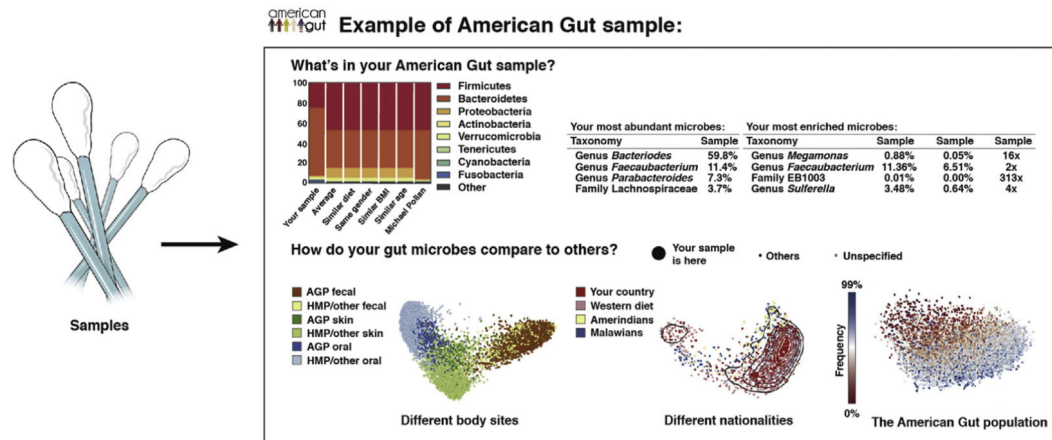 american gut
Example of American Gut sample:
What's in your American Gut sample?
100
80
60
40
20
0
Firmicutes
Bacteroidetes
Proteobacteria
Actinobacteria
Verrucomicrobia
Tenericutes
Cyanobacteria
Fusobacteria
Other
Your sample
Average
Similar diet
Same gender
Simiar BMI
Similar age
Michael Pollan
Your most abundant microbes:
Taxonomy Sample
Genus Bacteriodes 59.8%
Genus Faecaubacterium 11.4%
Genus Parabacteroides 7.3%
Family Lachnospiraceae 3.7%
Your most enriched microbes:
Taxonomy Sample Sample Sample
Genus Megamonas 0.88% 0.05% 16x
Genus Faecaubacterium 11.36% 6.51% 2x
Family EB1003 0.01% 0.00% 313x
Genus Sulferella 3.48% 0.64% 4x
Samples
How do your gut microbes compare to others?
Your sample
is here
Others
Unspecified
AGP fecal
HMP/other fecal
AGP skin
HMP/other skin
AGP oral
HMP/other oral
Different body sites
Your country
Western diet
Amerindians
Malawians
Different nationalities
99%
Frequency
0%
The American Gut population